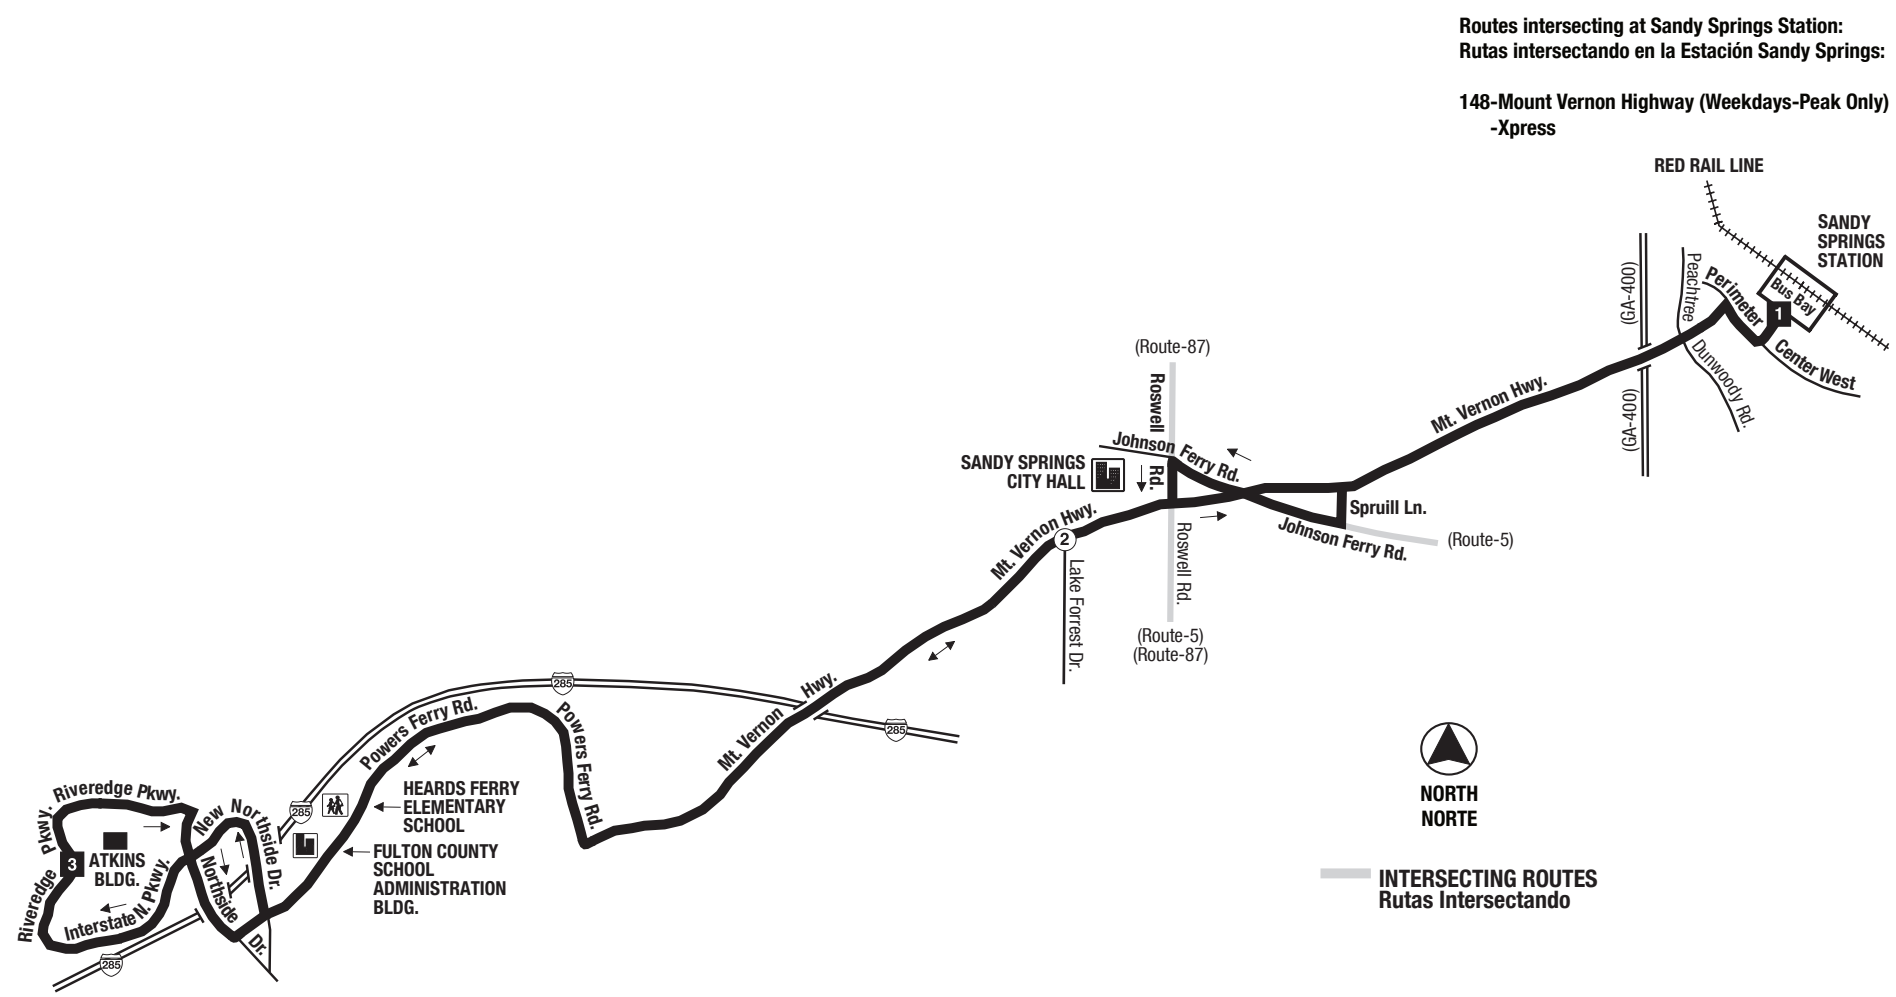 Routes intersecting at Sandy Springs Station:
Rutas intersectando en la Estación Sandy Springs:
148-Mount Vernon Highway (Weekdays-Peak Only)
-Xpress
RED RAIL LINE
SANDY
SPRINGS
STATION
Bus Bay
1
Perimeter
Center West
Peachtree
Dunwoody Rd.
(GA-400)
(GA-400)
Mt. Vernon Hwy.
(Route-87)
Roswell
Rd.
Johnson Ferry Rd.
SANDY SPRINGS
CITY HALL
Spruill Ln.
Johnson Ferry Rd.
(Route-5)
Mt. Vernon Hwy.
2
Lake Forrest Dr.
Roswell Rd.
(Route-5)
(Route-87)
Mt. Vernon Hwy.
285
285
Powers Ferry Rd.
Powers Ferry Rd.
HEARDS FERRY
ELEMENTARY
SCHOOL
285
FULTON COUNTY
SCHOOL
ADMINISTRATION
BLDG.
Riveredge Pkwy.
New Northside Dr.
Riveredge Pkwy.
3
ATKINS
BLDG.
Interstate N. Pkwy.
Northside Dr.
285
NORTH
NORTE
INTERSECTING ROUTES
Rutas Intersectando